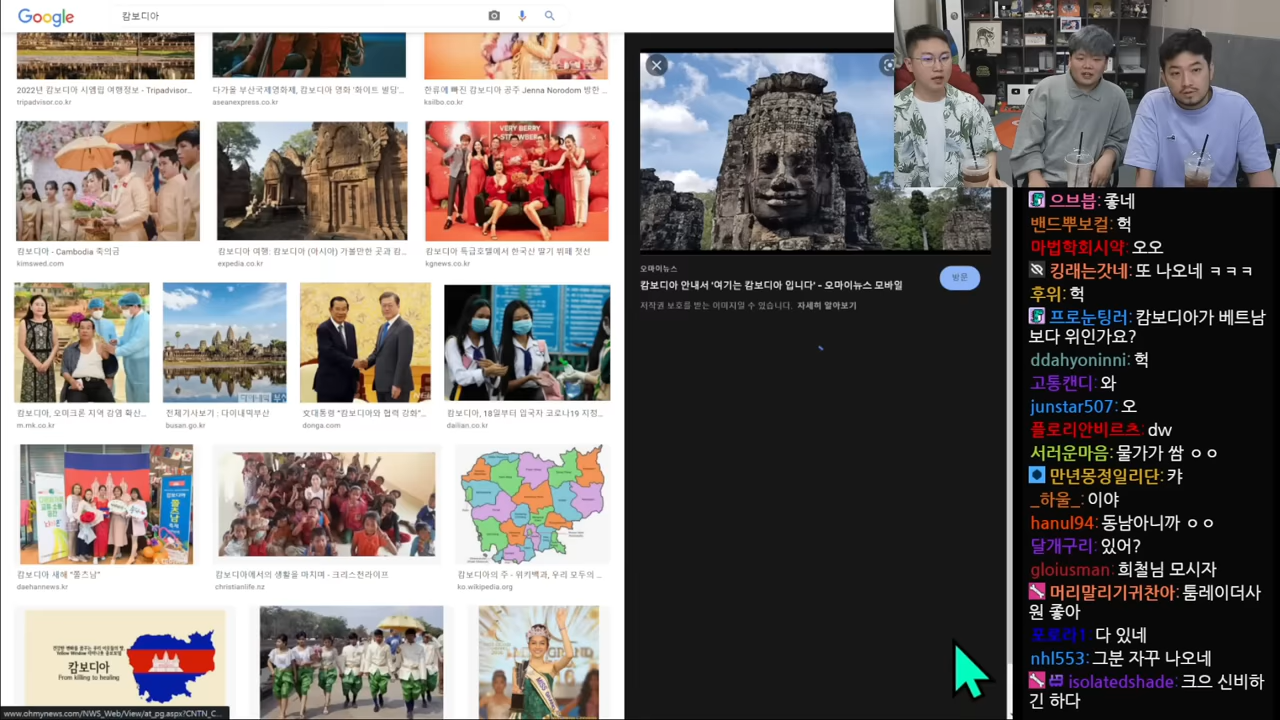 Google
캄보디아
2022년 캄보디아 시엠립 여행정보 - Tripadvisor...
tripadvisor.co.kr
다가올 부산국제영화제, 캄보디아 영화 '화이트 빌딩'...
aseanexpress.co.kr
한류에 빠진 캄보디아 공주 Jenna Norodom 방한 ...
ksilbo.co.kr
캄보디아 - Cambodia 축의금
kimswed.com
캄보디아 여행: 캄보디아 (아시아) 가볼만한 곳과 캄...
expedia.co.kr
VERY BERRY
캄보디아 특급호텔에서 한국산 딸기 뷔페 첫선
kgnews.co.kr
캄보디아, 오미크론 지역 감염 확신...
m.mk.co.kr
전체기사보기 : 다이내믹부산
busan.go.kr
文대통령 "캄보디아와 협력 강화"...
donga.com
캄보디아, 18일부터 입국자 코로나19 지정...
dailian.co.kr
캄보디아 새해 "쫄츠남"
daehannews.kr
캄보디아에서의 생활을 마치며 - 크리스천라이프
christianlife.nz
캄보디아의 주 - 위키백과, 우리 모두의 ...
ko.wikipedia.org
캄보디아
From killing to healing
www.ohmynews.com/NWS_Web/View/at_pg.aspx?CNTN_C...
오마이뉴스
캄보디아 안내서 '여기는 캄보디아 입니다' - 오마이뉴스 모바일
방문
저작권 보호를 받는 이미지일 수 있습니다. 자세히 알아보기
으브븝: 좋네
밴드뿌보컬: 헉
마법학회시약: 오오
킹래는갓네: 또 나오네 ㅋㅋㅋ
후위: 헉
프로눈팅러: 캄보디아가 베트남
보다 위인가요?
ddahyoninni: 헉
고통캔디: 와
junstar507: 오
플로리안비르츠: dw
서러운마음: 물가가 쌈 ㅇㅇ
만년몽정일리단: 캬
_하울_: 이야
hanul94: 동남아니까 ㅇㅇ
달개구리: 있어?
gloiusman: 희철님 모시자
머리말리기귀찬아: 툼레이더사
원 좋아
포로리1: 다 있네
nhl553: 그분 자꾸 나오네
isolatedshade: 크으 신비하
긴 하다